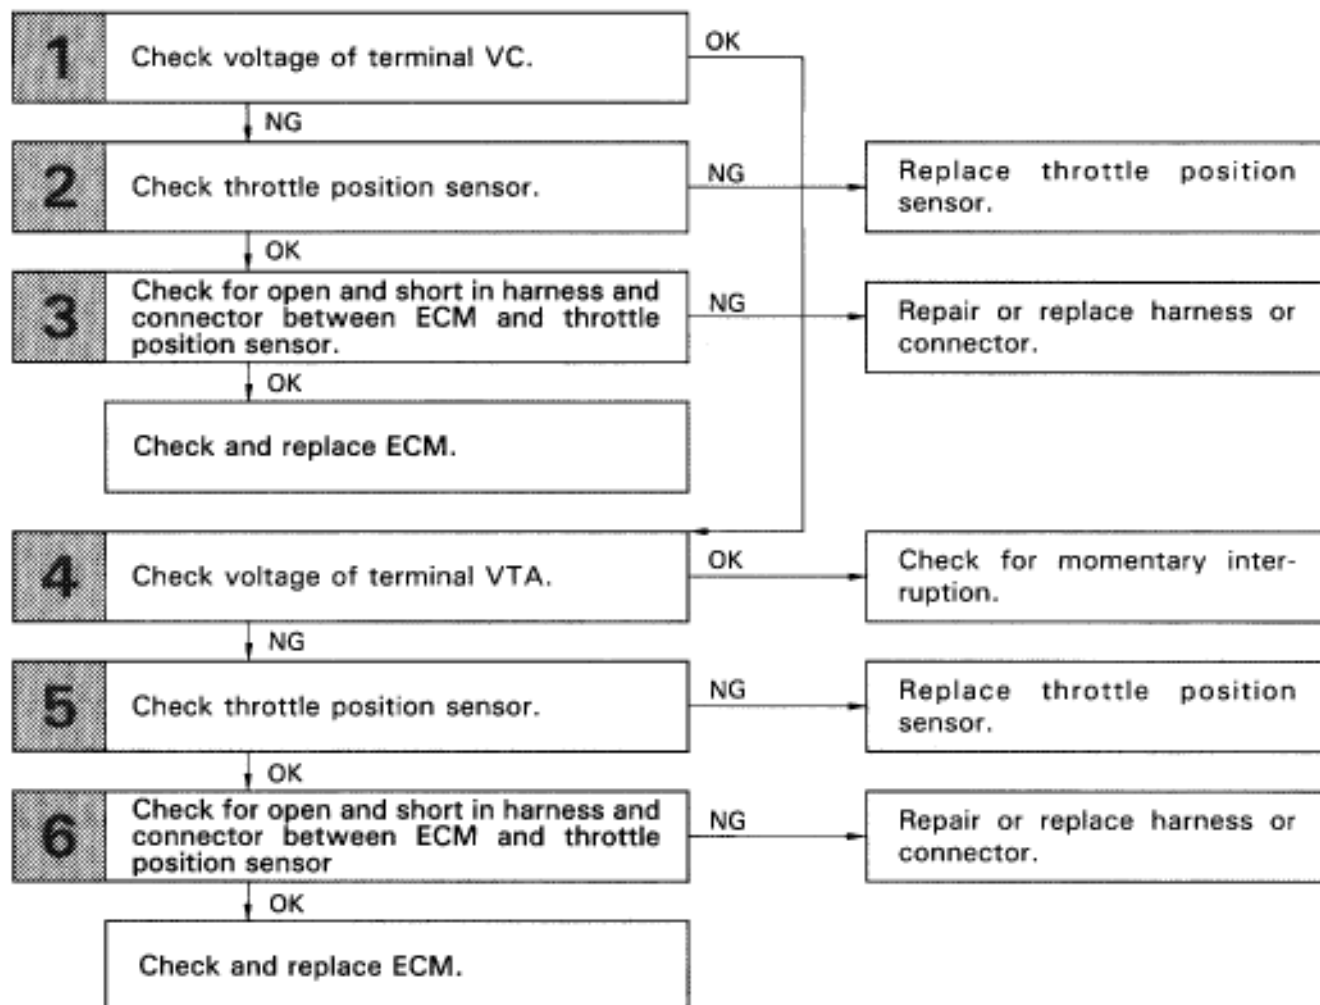 1
Check voltage of terminal VC.
OK
NG
2
Check throttle position sensor.
NG
Replace throttle position
sensor.
OK
3
Check for open and short in harness and
connector between ECM and throttle
position sensor.
NG
Repair or replace harness or
connector.
OK
Check and replace ECM.
4
Check voltage of terminal VTA.
OK
Check for momentary inter-
ruption.
NG
5
Check throttle position sensor.
NG
Replace throttle position
sensor.
OK
6
Check for open and short in harness and
connector between ECM and throttle
position sensor
NG
Repair or replace harness or
connector.
OK
Check and replace ECM.